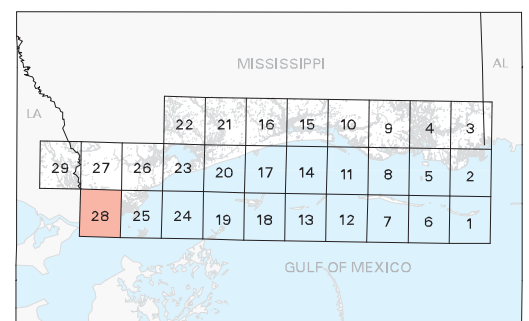 MISSISSIPPI
AL
LA
22 21 16 15 10 9 4 3
29 27 26 23 20 17 14 11 8 5 2
28 25 24 19 18 13 12 7 6 1
GULF OF MEXICO